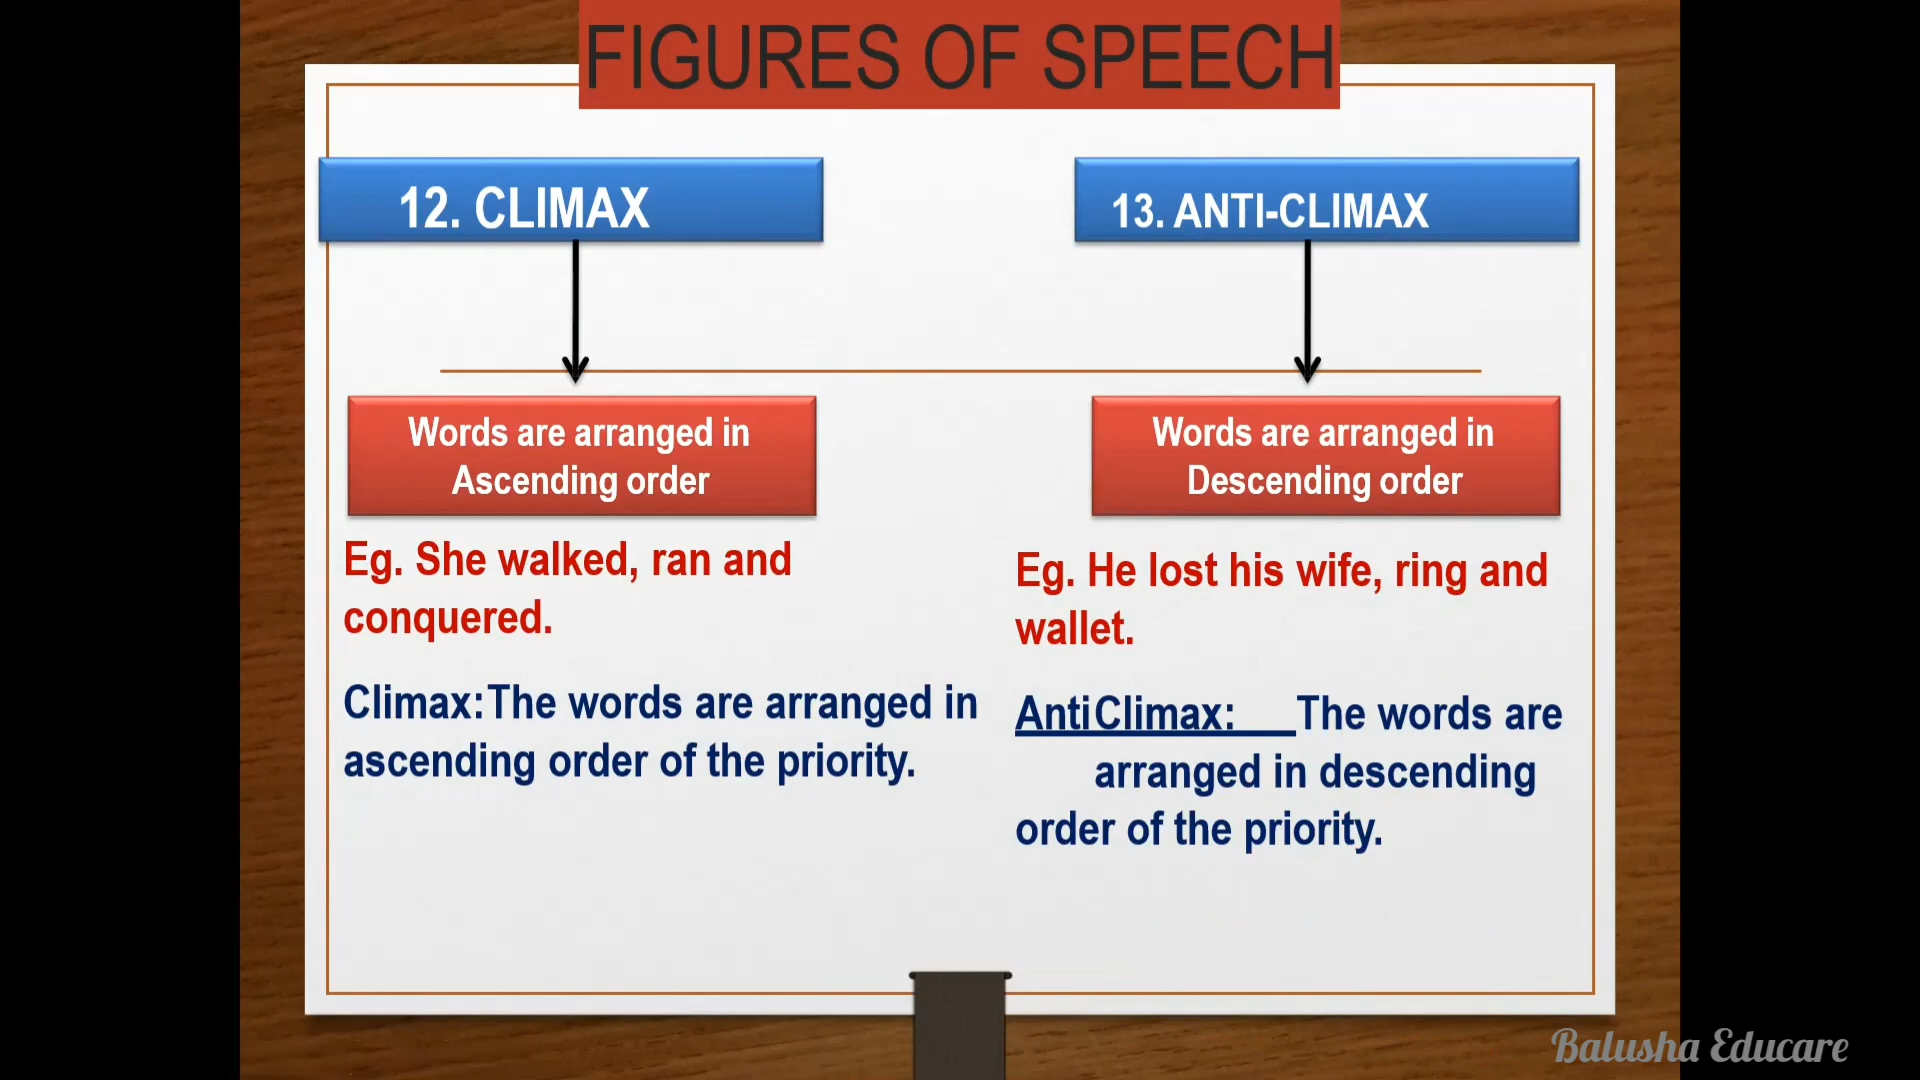 FIGURES OF SPEECH
12. CLIMAX
Words are arranged in
Ascending order
Eg. She walked, ran and
conquered.
Climax:The words are arranged in
ascending order of the priority.
13. ANTI-CLIMAX
Words are arranged in
Descending order
Eg. He lost his wife, ring and
wallet.
AntiClimax: The words are
arranged in descending
order of the priority.
Balusha Educare